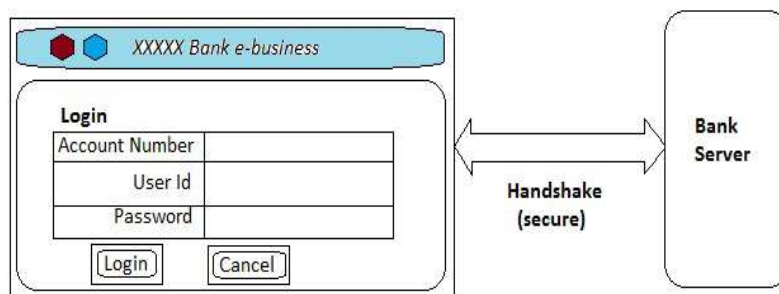 XXXXX Bank e-business
Login
Account Number
User Id
Password
Login
Cancel
Handshake
(secure)
Bank
Server